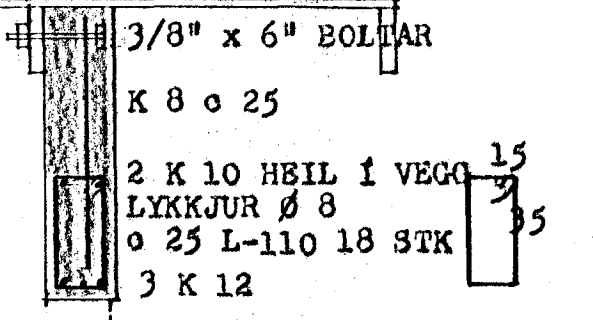 3/8" x 6" BOLTAR
K 8 o 25
2 K 10 HEIL Í VEGG
LYKKJUR Ø 8
o 25 L-110 18 STK
3 K 12
15
3
35